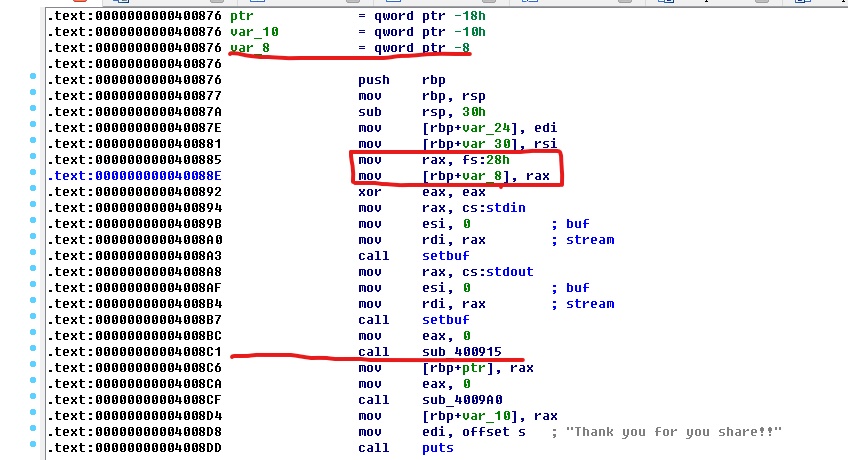 .text:0000000000400876 ptr = qword ptr -18h
.text:0000000000400876 var_10 = qword ptr -10h
.text:0000000000400876 var_8 = qword ptr -8
.text:0000000000400876
.text:0000000000400876 push rbp
.text:0000000000400877 mov rbp, rsp
.text:000000000040087A sub rsp, 30h
.text:000000000040087E mov [rbp+var_24], edi
.text:0000000000400881 mov [rbp+var_30], rsi
.text:0000000000400885 mov rax, fs:28h
.text:000000000040088E mov [rbp+var_8], rax
.text:0000000000400892 xor eax, eax
.text:0000000000400894 mov rax, cs:stdin
.text:000000000040089B mov esi, 0 ; buf
.text:00000000004008A0 mov rdi, rax ; stream
.text:00000000004008A3 call setbuf
.text:00000000004008A8 mov rax, cs:stdout
.text:00000000004008AF mov esi, 0 ; buf
.text:00000000004008B4 mov rdi, rax ; stream
.text:00000000004008B7 call setbuf
.text:00000000004008BC mov eax, 0
.text:00000000004008C1 call sub_400915
.text:00000000004008C6 mov [rbp+ptr], rax
.text:00000000004008CA mov eax, 0
.text:00000000004008CF call sub_4009A0
.text:00000000004008D4 mov [rbp+var_10], rax
.text:00000000004008D8 mov edi, offset s ; "Thank you for you share!!"
.text:00000000004008DD call puts